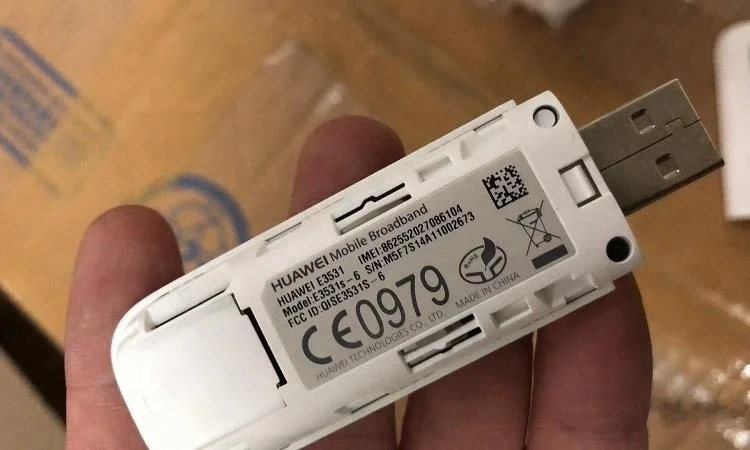 HUAWEI Mobile Broadband
HUAWEI E3531 IMEI:862552027086104
Model:E3531s-6 S/N:M5F7S14A11002673
FCC ID:QISE3531S-6
CE0979
RoHS
HUAWEI TECHNOLOGIES CO., LTD. MADE IN CHINA